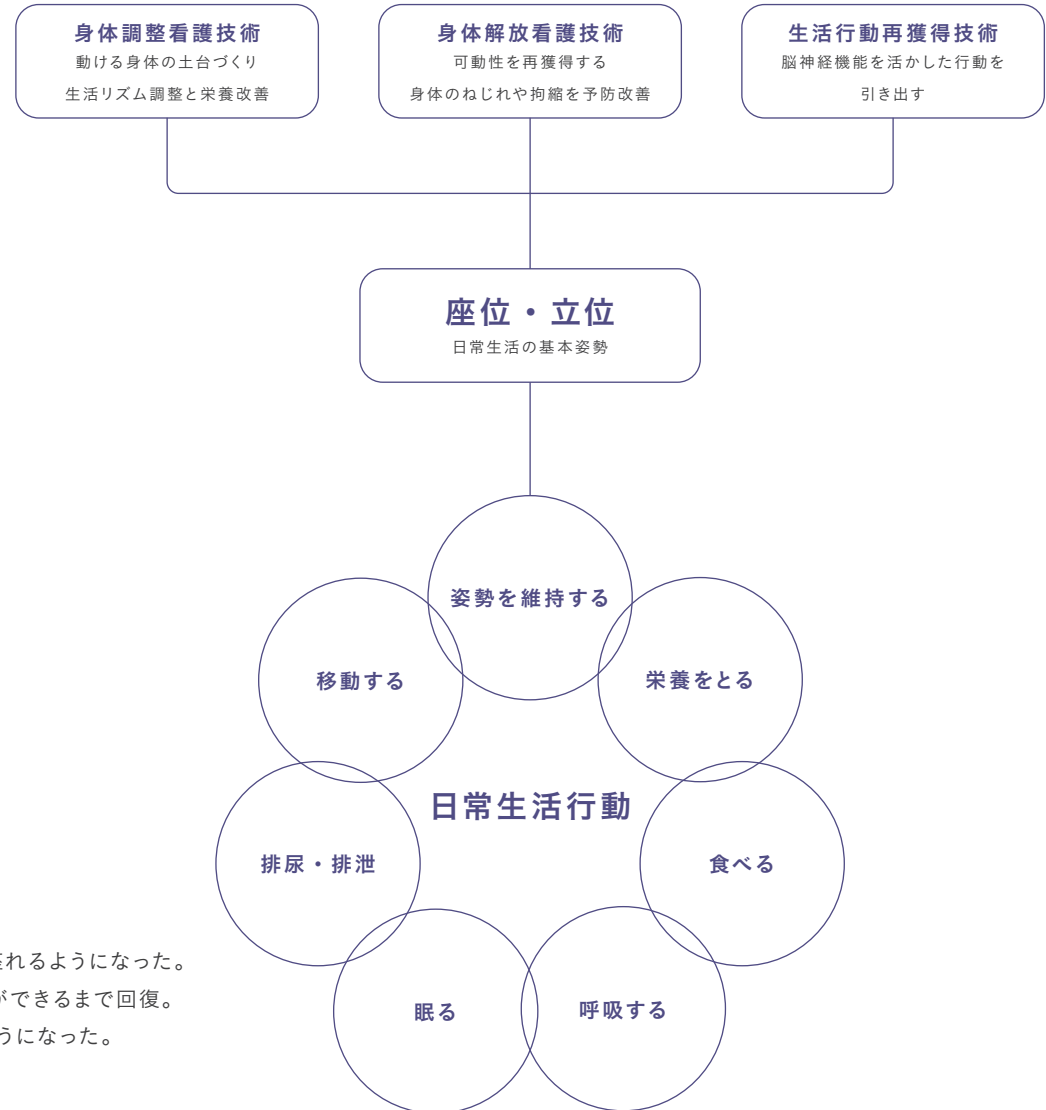 身体調整看護技術
動ける身体の土台づくり
生活リズム調整と栄養改善
身体解放看護技術
可動性を再獲得する
身体のねじれや拘縮を予防改善
生活行動再獲得技術
脳神経機能を活かした行動を
引き出す
座位・立位
日常生活の基本姿勢
姿勢を維持する
移動する
栄養をとる
日常生活行動
排尿・排泄
食べる
眠る
呼吸する
れるようになった。
ができるまで回復。
うになった。